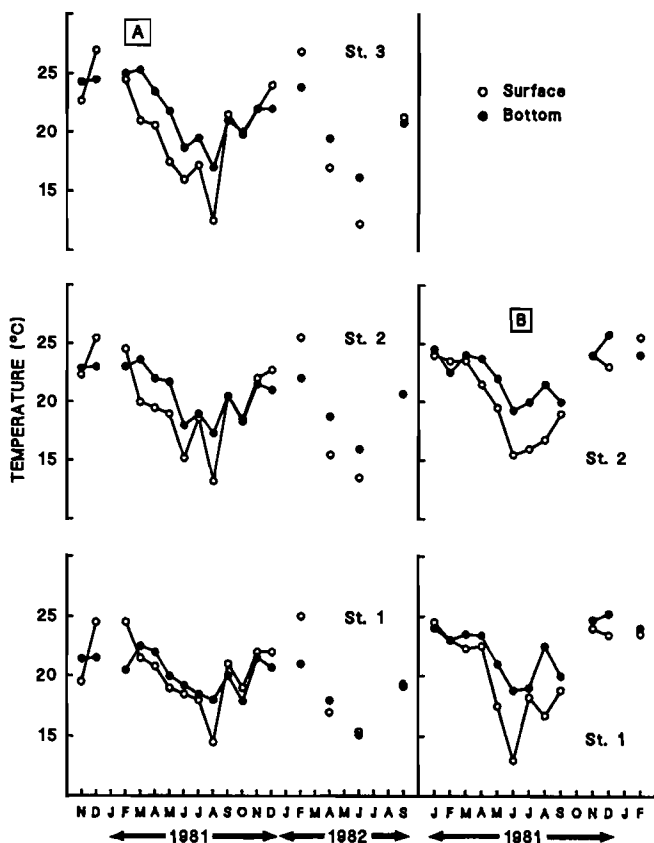 A
St. 3
25
20
15
Surface
Bottom
St. 2
25
20
15
TEMPERATURE (°C)
B
St. 2
St. 1
25
20
15
St. 1
N D J F M A M J J A S O N D J F M A M J J A S
J F M A M J J A S O N D J F
1981
1982
1981